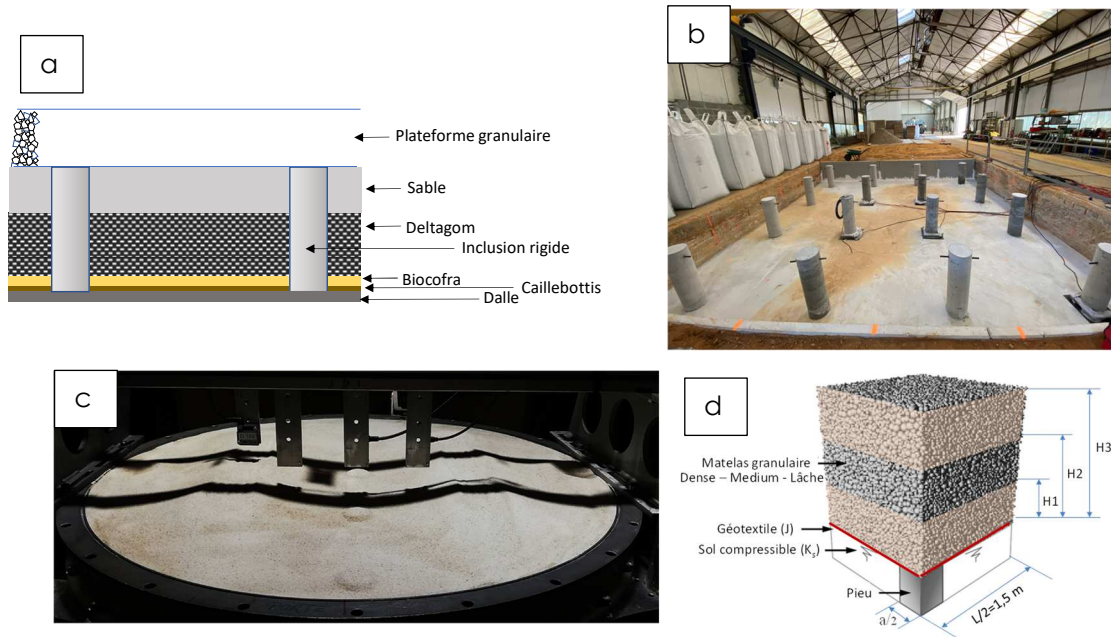 a
Plateforme granulaire
Sable
Deltagom
Inclusion rigide
Biocofra
Caillebottis
Dalle
b
c
d
Matelas granulaire
Dense – Medium - Lâche
Géotextile (J)
Sol compressible (Ks)
Pieu
a/2
L/2=1,5 m
H1
H2
H3